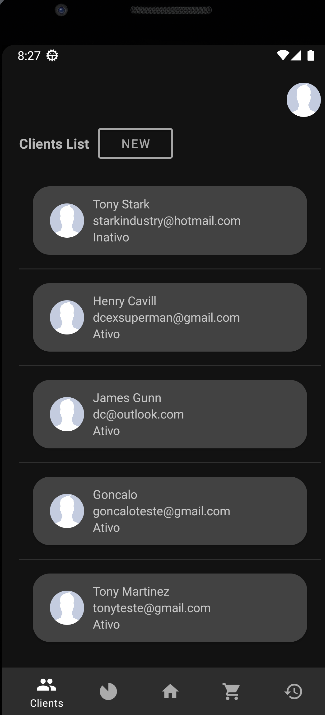 8:27
Clients List
NEW
Tony Stark
starkindustry@hotmail.com
Inativo
Henry Cavill
dcexsuperman@gmail.com
Ativo
James Gunn
dc@outlook.com
Ativo
Goncalo
goncaloteste@gmail.com
Ativo
Tony Martinez
tonyteste@gmail.com
Ativo
Clients